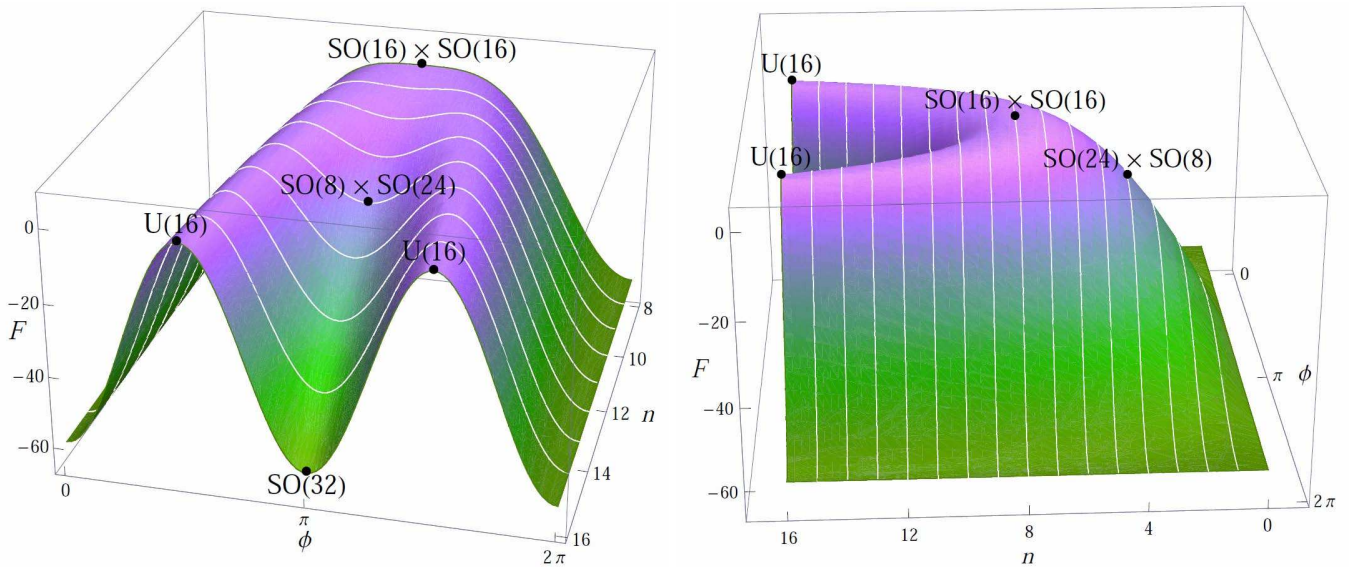 SO(16) × SO(16)
SO(8) × SO(24)
U(16)
U(16)
SO(32)
0
−20
−40
−60
F
0
π
2 π
ϕ
8
10
12
14
16
n
U(16)
SO(16) × SO(16)
U(16)
SO(24) × SO(8)
0
−20
−40
−60
F
0
π
2 π
ϕ
16
12
8
4
0
n